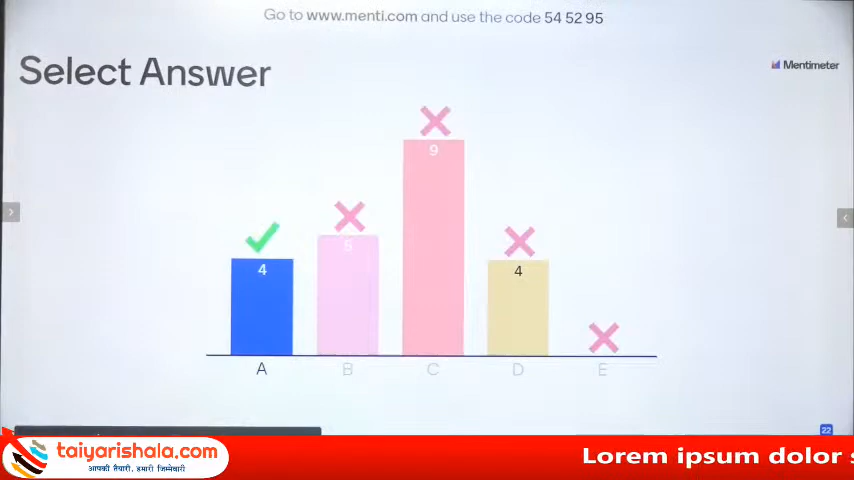 Go to www.menti.com and use the code 54 52 95
Select Answer
Mentimeter
9
5
4
4
A B C D E
22
taiyarishala.com
आपकी तैयारी, हमारी जिम्मेवारी
Lorem ipsum dolor s